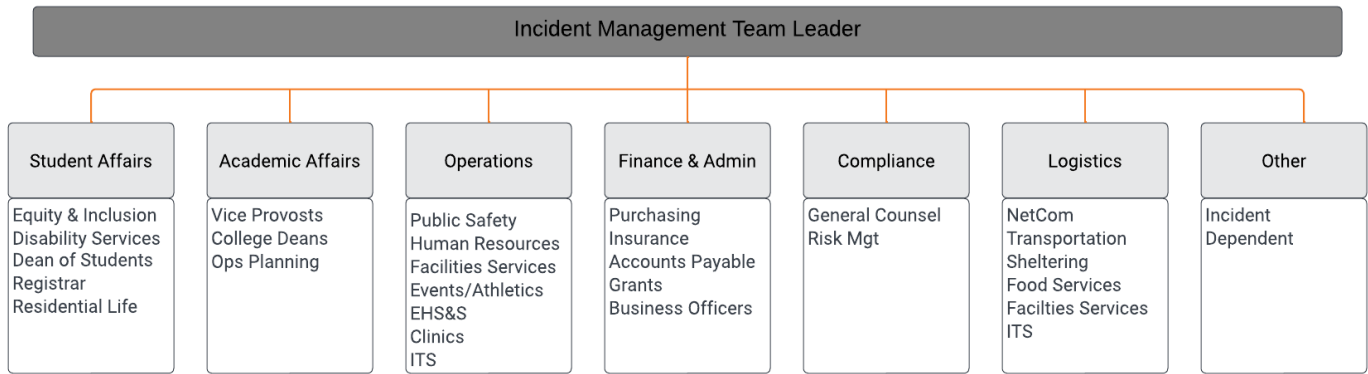 Incident Management Team Leader
Student Affairs
Equity & Inclusion
Disability Services
Dean of Students
Registrar
Residential Life
Academic Affairs
Vice Provosts
College Deans
Ops Planning
Operations
Public Safety
Human Resources
Facilities Services
Events/Athletics
EHS&S
Clinics
ITS
Finance & Admin
Purchasing
Insurance
Accounts Payable
Grants
Business Officers
Compliance
General Counsel
Risk Mgt
Logistics
NetCom
Transportation
Sheltering
Food Services
Facilties Services
ITS
Other
Incident
Dependent